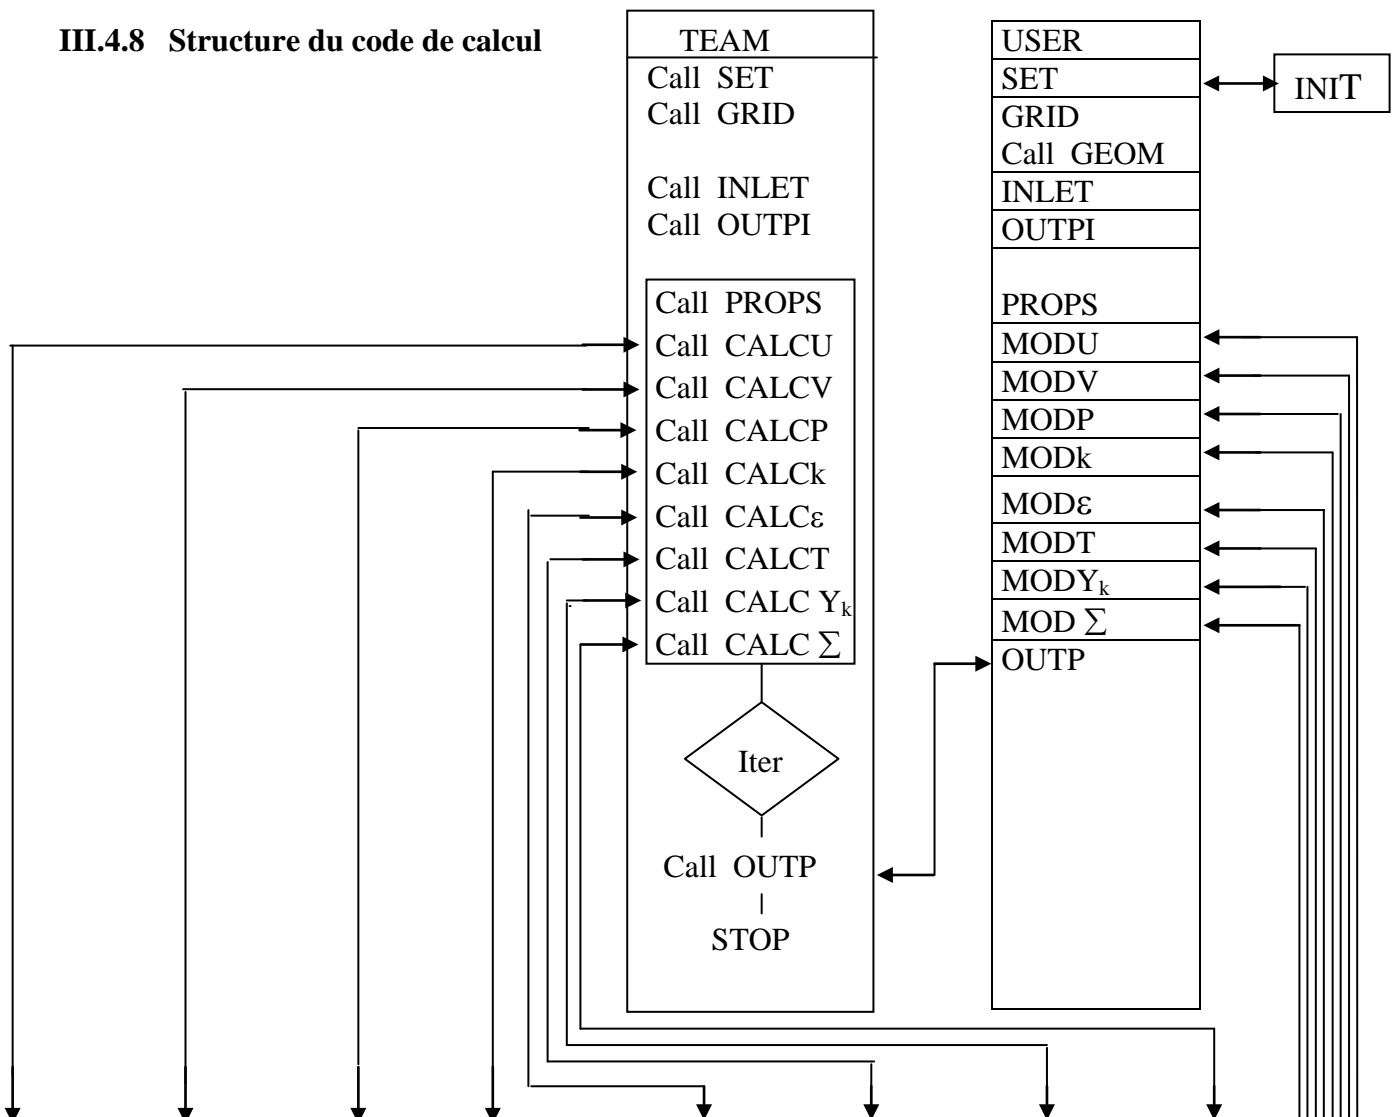 III.4.8 Structure du code de calcul
TEAM
Call SET
Call GRID
Call INLET
Call OUTPI
Call PROPS
Call CALCU
Call CALCV
Call CALCP
Call CALCk
Call CALCε
Call CALCT
Call CALC Yₖ
Call CALC ∑
Iter
Call OUTP
STOP
USER
SET
GRID
Call GEOM
INLET
OUTPI
PROPS
MODU
MODV
MODP
MODk
MODε
MODT
MODYₖ
MOD ∑
OUTP
INIT